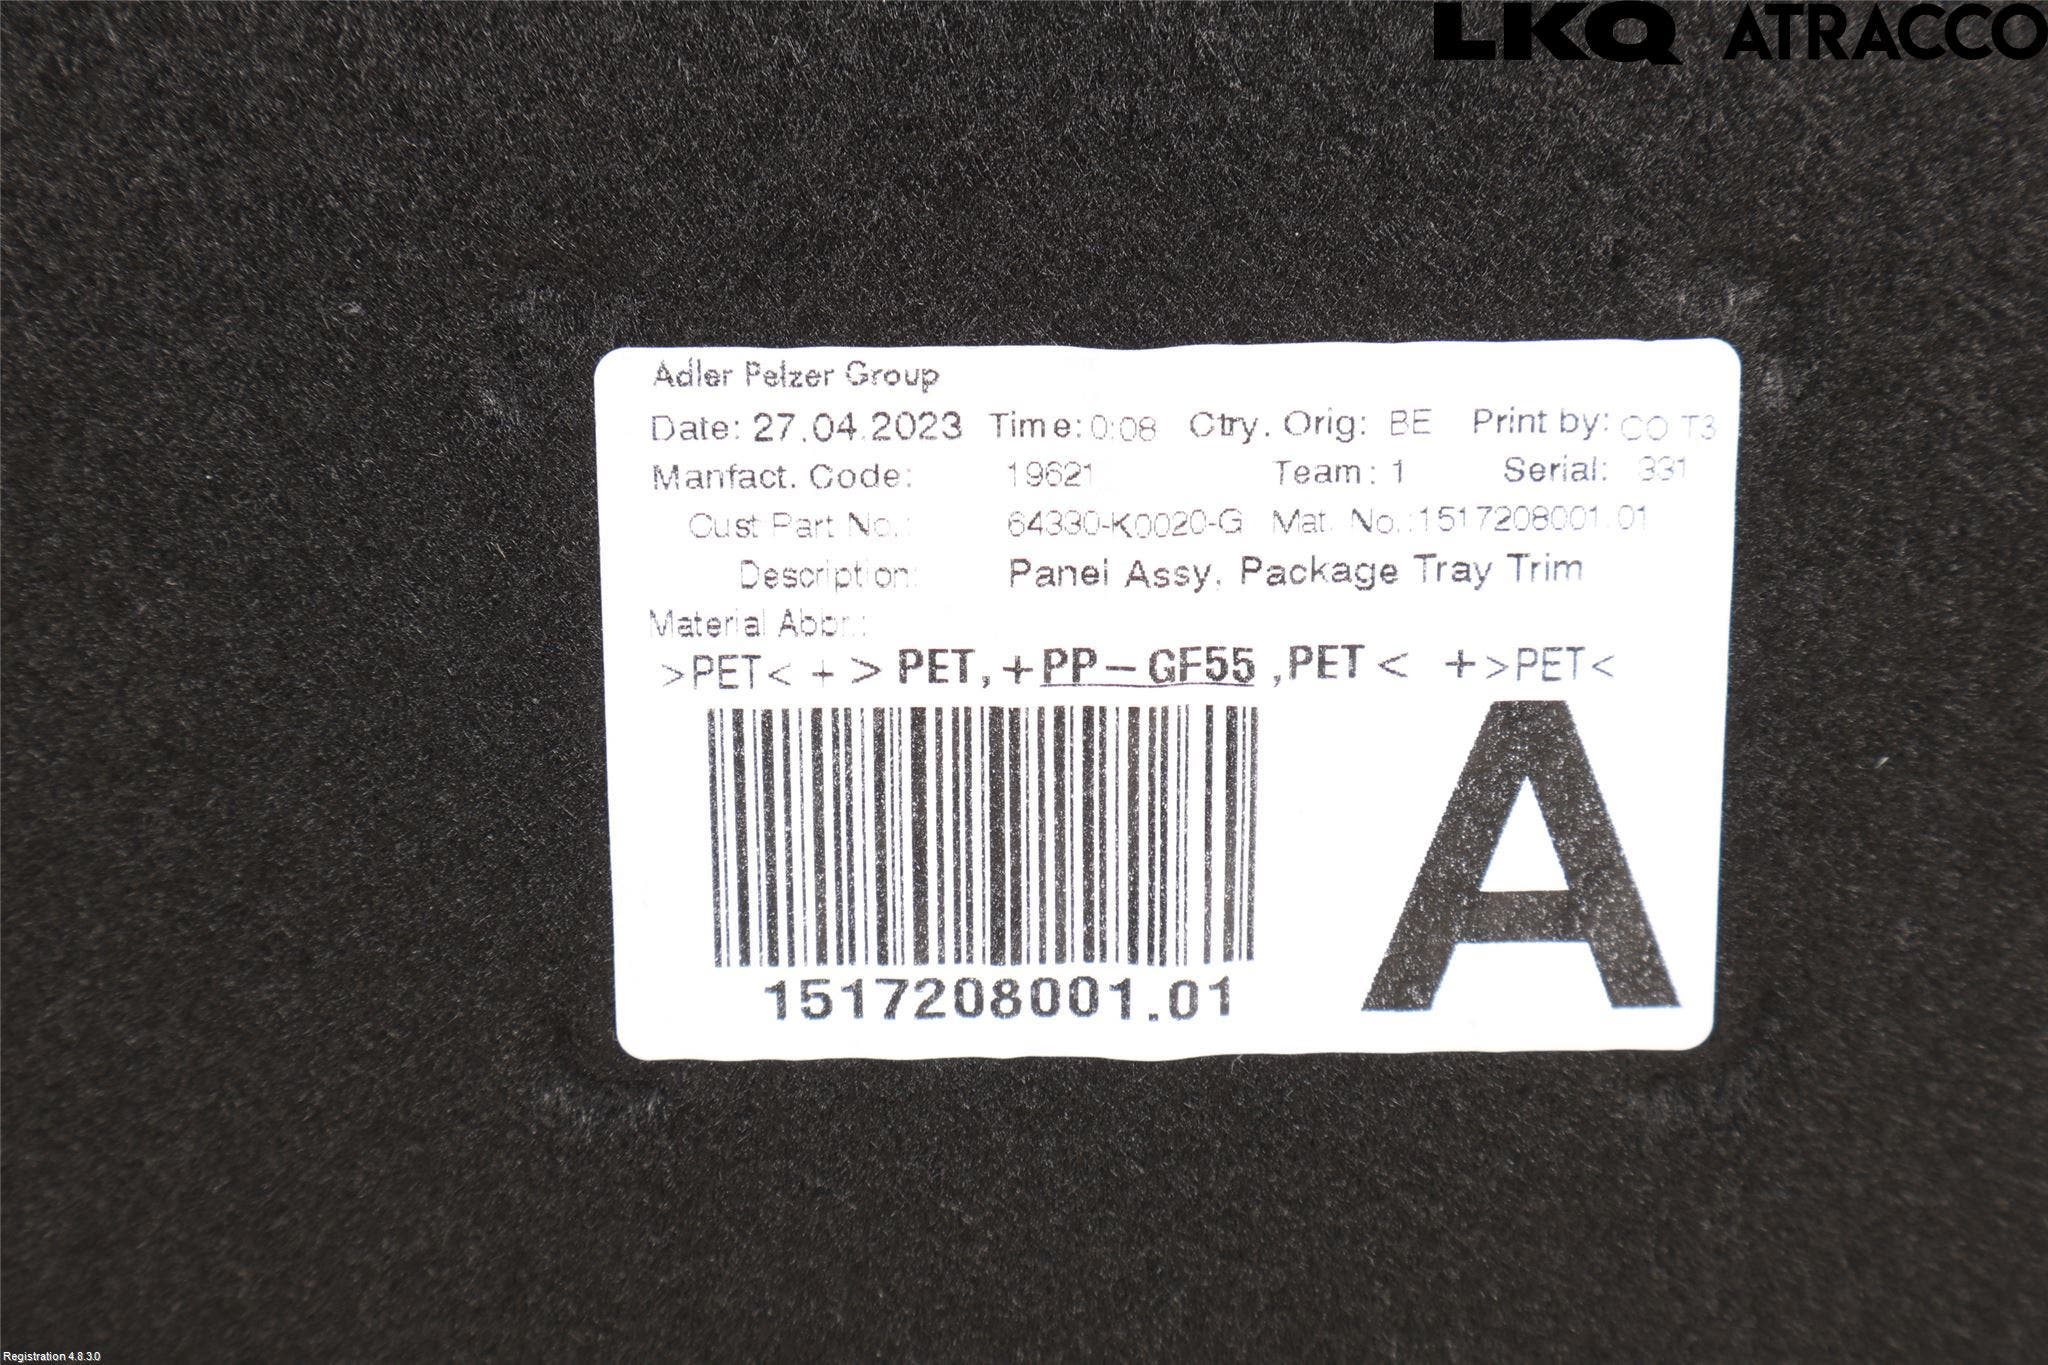 LKQ ATRACCO
Adler Pelzer Group
Date: 27.04.2023 Time: 0:08 Ctry. Orig: BE Print by: CO T3
Manfact. Code: 19621 Team: 1 Serial: 331
Cust Part No.: 64330-K0020-G Mat. No.: 1517208001.01
Description: Panel Assy, Package Tray Trim
Material Abbr.:
>PET< + > PET,+PP-GF55 ,PET < +>PET<
1517208001.01
A
Registration 4.8.3.0